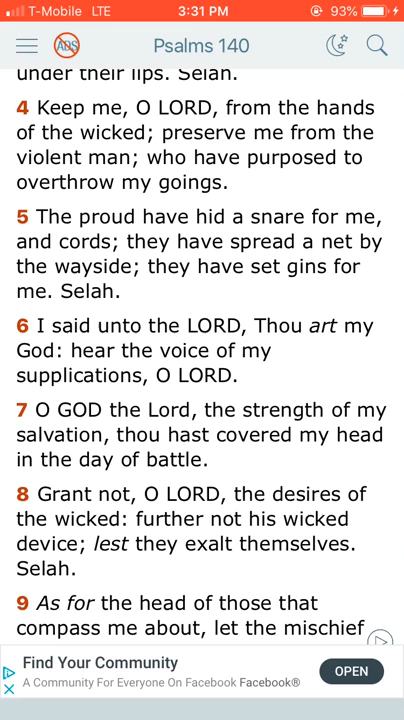 T-Mobile LTE 3:31 PM 93%
ADS Psalms 140
under their lips. Selah.
4 Keep me, O LORD, from the hands
of the wicked; preserve me from the
violent man; who have purposed to
overthrow my goings.
5 The proud have hid a snare for me,
and cords; they have spread a net by
the wayside; they have set gins for
me. Selah.
6 I said unto the LORD, Thou art my
God: hear the voice of my
supplications, O LORD.
7 O GOD the Lord, the strength of my
salvation, thou hast covered my head
in the day of battle.
8 Grant not, O LORD, the desires of
the wicked: further not his wicked
device; lest they exalt themselves.
Selah.
9 As for the head of those that
compass me about, let the mischief
Find Your Community
A Community For Everyone On Facebook Facebook®
OPEN